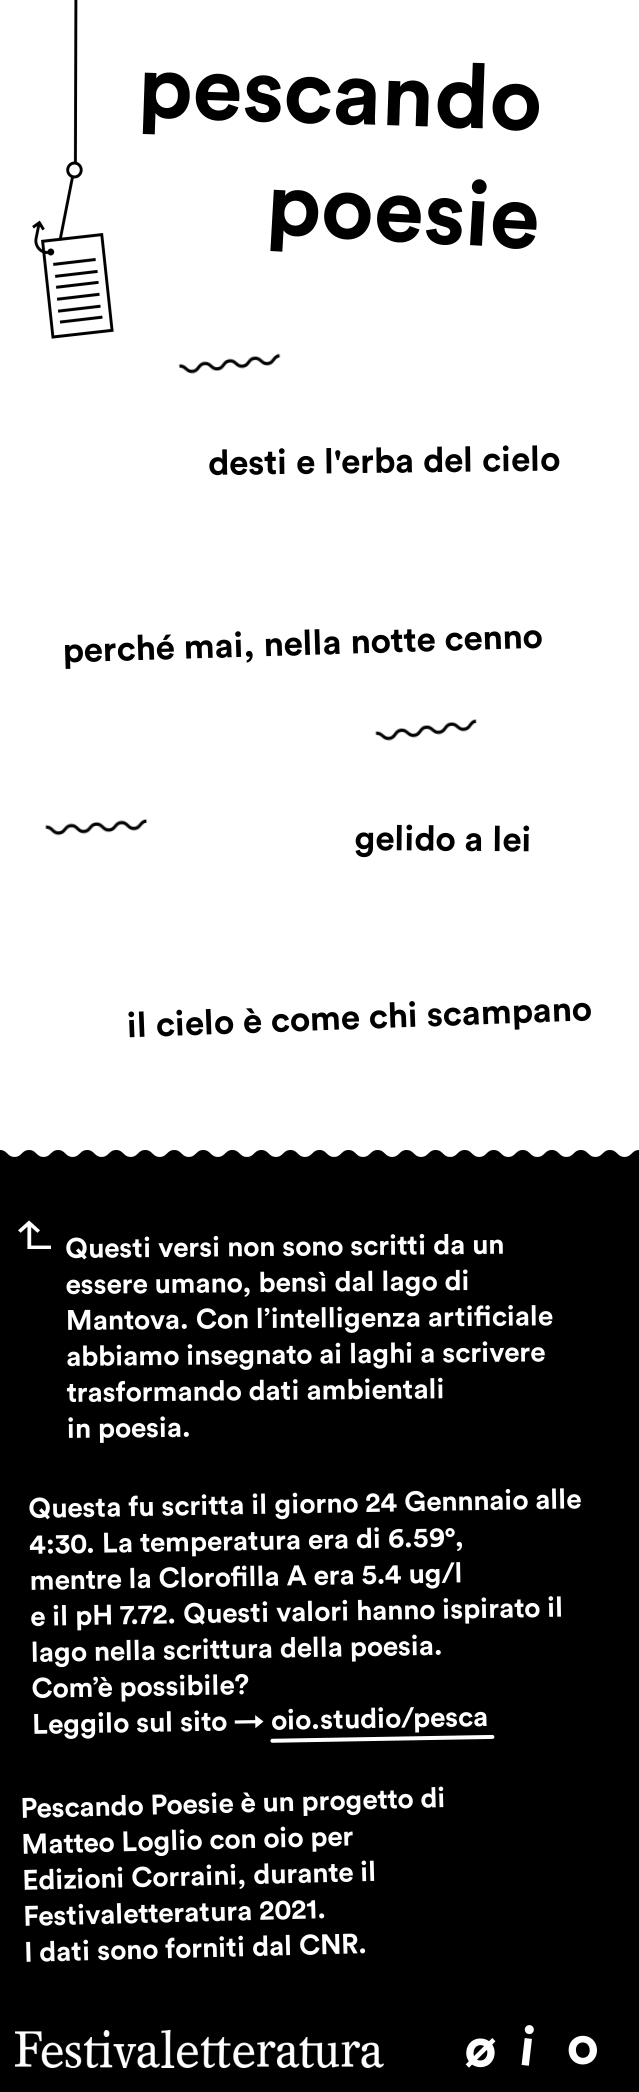 pescando
poesie
desti e l'erba del cielo
perché mai, nella notte cenno
gelido a lei
il cielo è come chi scampano
Questi versi non sono scritti da un
essere umano, bensì dal lago di
Mantova. Con l’intelligenza artificiale
abbiamo insegnato ai laghi a scrivere
trasformando dati ambientali
in poesia.
Questa fu scritta il giorno 24 Gennnaio alle
4:30. La temperatura era di 6.59°,
mentre la Clorofilla A era 5.4 ug/l
e il pH 7.72. Questi valori hanno ispirato il
lago nella scrittura della poesia.
Com’è possibile?
Leggilo sul sito → oio.studio/pesca
Pescando Poesie è un progetto di
Matteo Loglio con oio per
Edizioni Corraini, durante il
Festivaletteratura 2021.
I dati sono forniti dal CNR.
Festivaletteratura ø i o